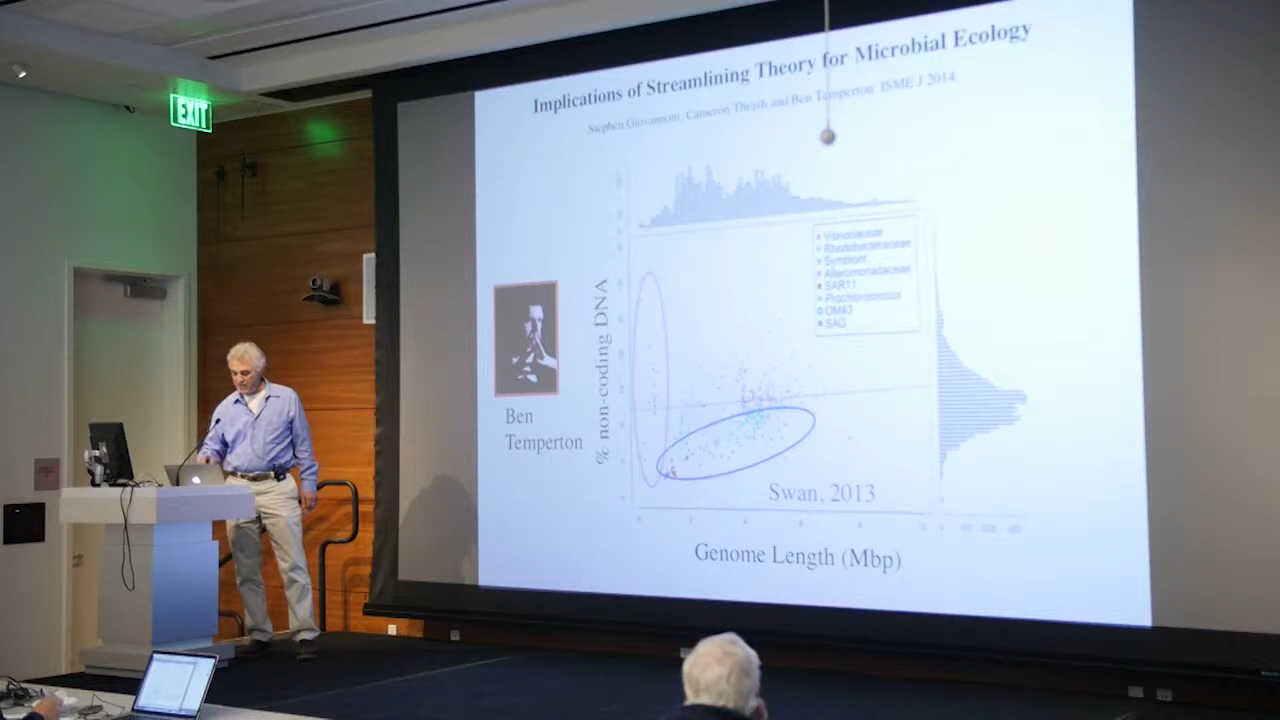 EXIT
Implications of Streamlining Theory for Microbial Ecology
Stephen Giovannoni, Cameron Thrash and Ben Temperton ISME J 2014
Vibrionaceae
Rhodobacteraceae
Symbiont
Alteromonadaceae
SAR11
Prochlorococcus
OM43
SAG
% non-coding DNA
Ben
Temperton
Swan, 2013
Genome Length (Mbp)